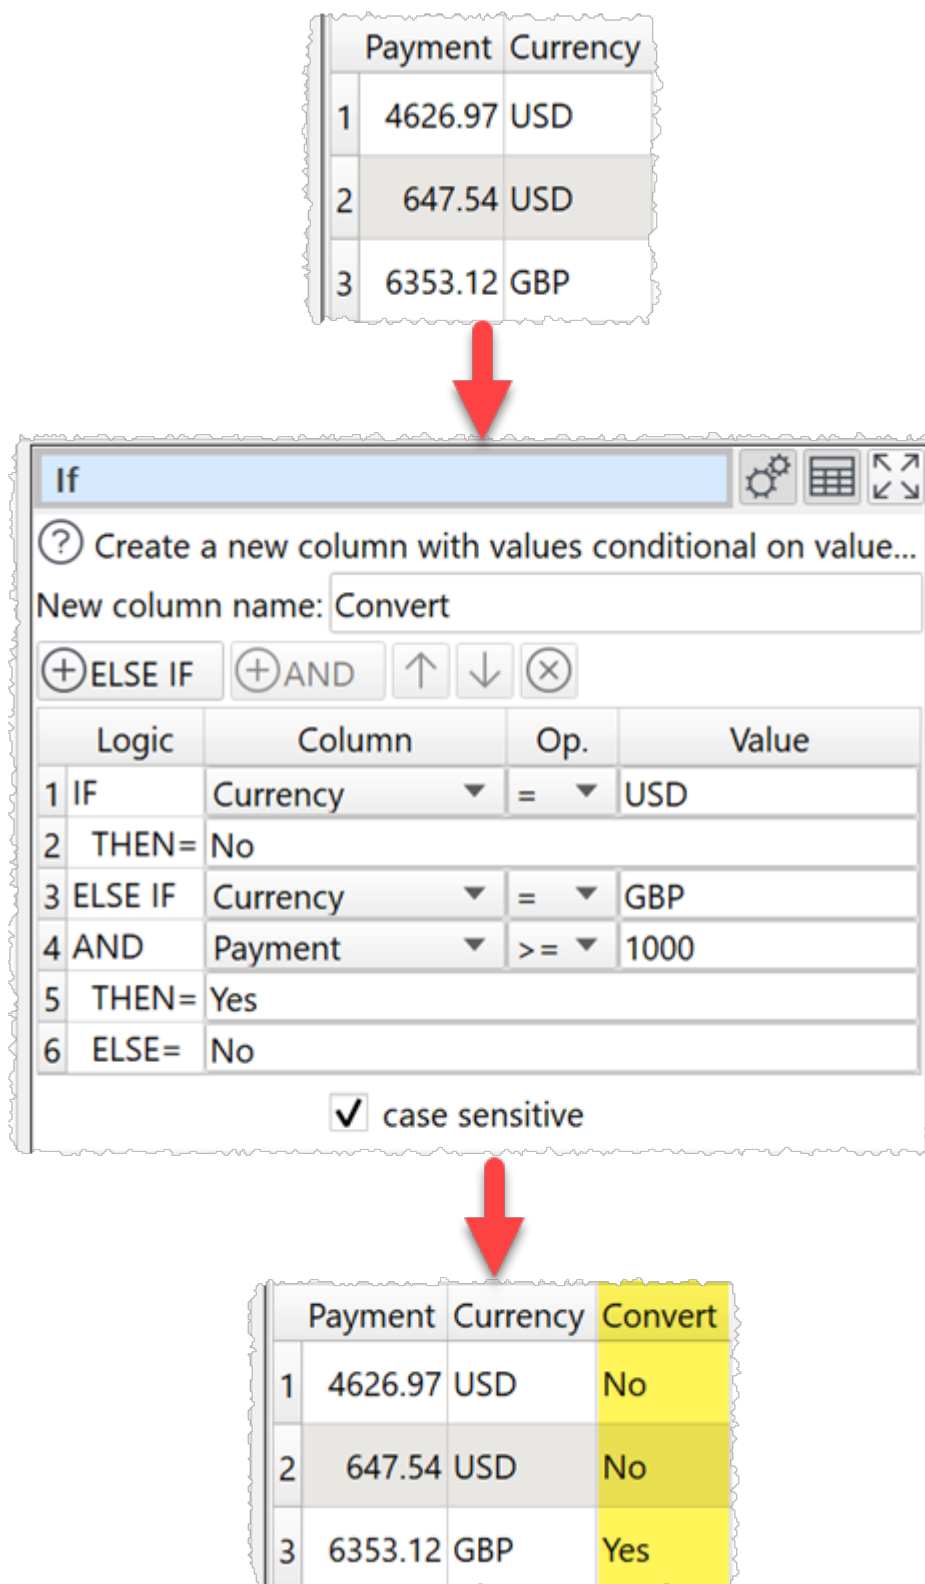 Payment Currency
1 4626.97 USD
2 647.54 USD
3 6353.12 GBP
If
? Create a new column with values conditional on value...
New column name: Convert
ELSE IF AND
Logic Column Op. Value
1 IF Currency = USD
2 THEN= No
3 ELSE IF Currency = GBP
4 AND Payment >= 1000
5 THEN= Yes
6 ELSE= No
case sensitive
Payment Currency Convert
1 4626.97 USD No
2 647.54 USD No
3 6353.12 GBP Yes